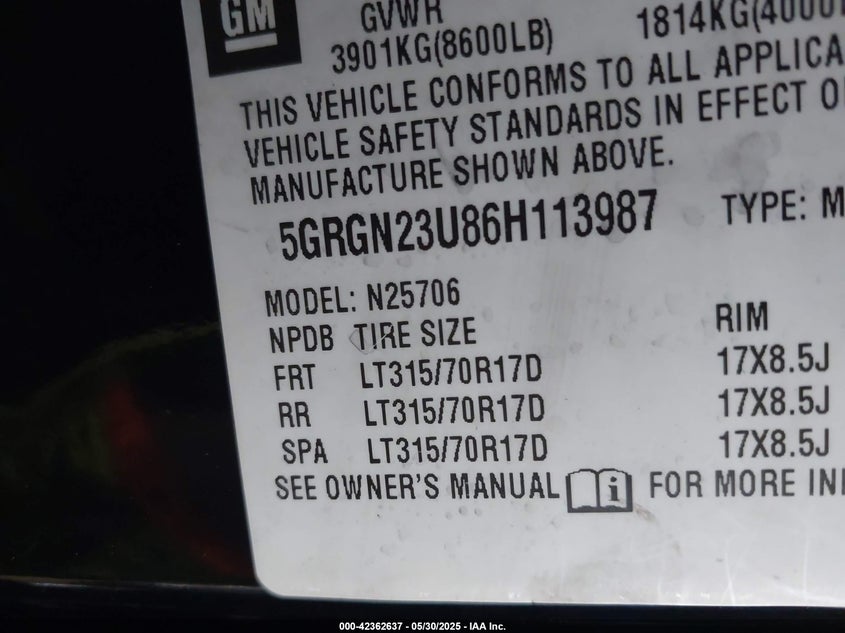 GM
GVWR
3901KG(8600LB)
1814KG(4000
THIS VEHICLE CONFORMS TO ALL APPLICA
VEHICLE SAFETY STANDARDS IN EFFECT O
MANUFACTURE SHOWN ABOVE.
5GRGN23U86H113987 TYPE: M
MODEL: N25706
NPDB TIRE SIZE RIM
FRT LT315/70R17D 17X8.5J
RR LT315/70R17D 17X8.5J
SPA LT315/70R17D 17X8.5J
SEE OWNER'S MANUAL i FOR MORE IN
000-42362637 - 05/30/2025 - IAA Inc.